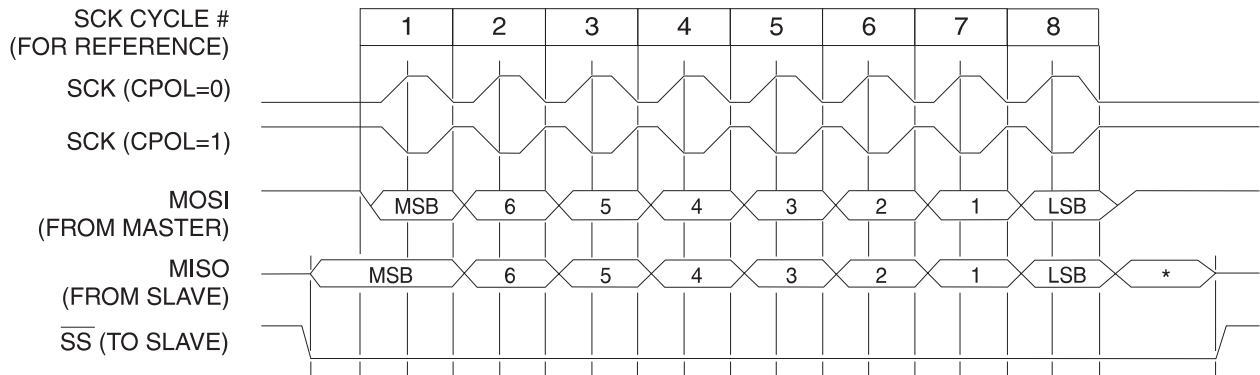 SCK CYCLE # 1 2 3 4 5 6 7 8
(FOR REFERENCE)
SCK (CPOL=0)
SCK (CPOL=1)
MOSI MSB 6 5 4 3 2 1 LSB
(FROM MASTER)
MISO MSB 6 5 4 3 2 1 LSB *
(FROM SLAVE)
SS (TO SLAVE)